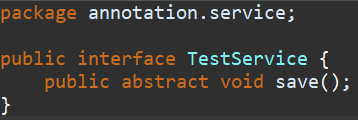 package annotation.service;
public interface TestService {
    public abstract void save();
}